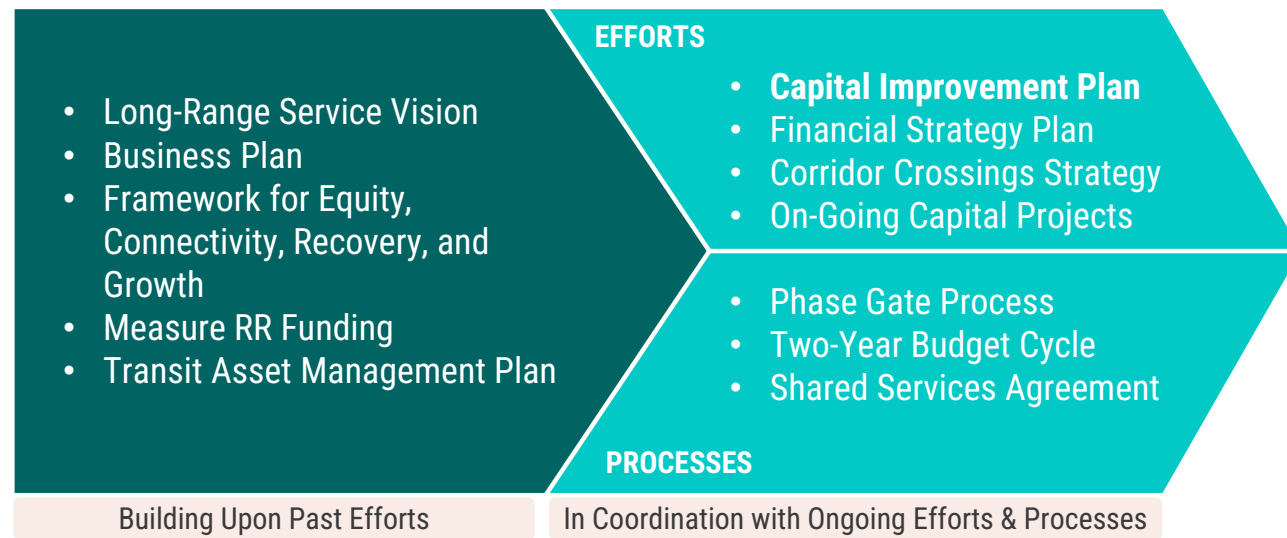 • Long-Range Service Vision
• Business Plan
• Framework for Equity,
Connectivity, Recovery, and
Growth
• Measure RR Funding
• Transit Asset Management Plan
EFFORTS
• Capital Improvement Plan
• Financial Strategy Plan
• Corridor Crossings Strategy
• On-Going Capital Projects
• Phase Gate Process
• Two-Year Budget Cycle
• Shared Services Agreement
PROCESSES
Building Upon Past Efforts
In Coordination with Ongoing Efforts & Processes